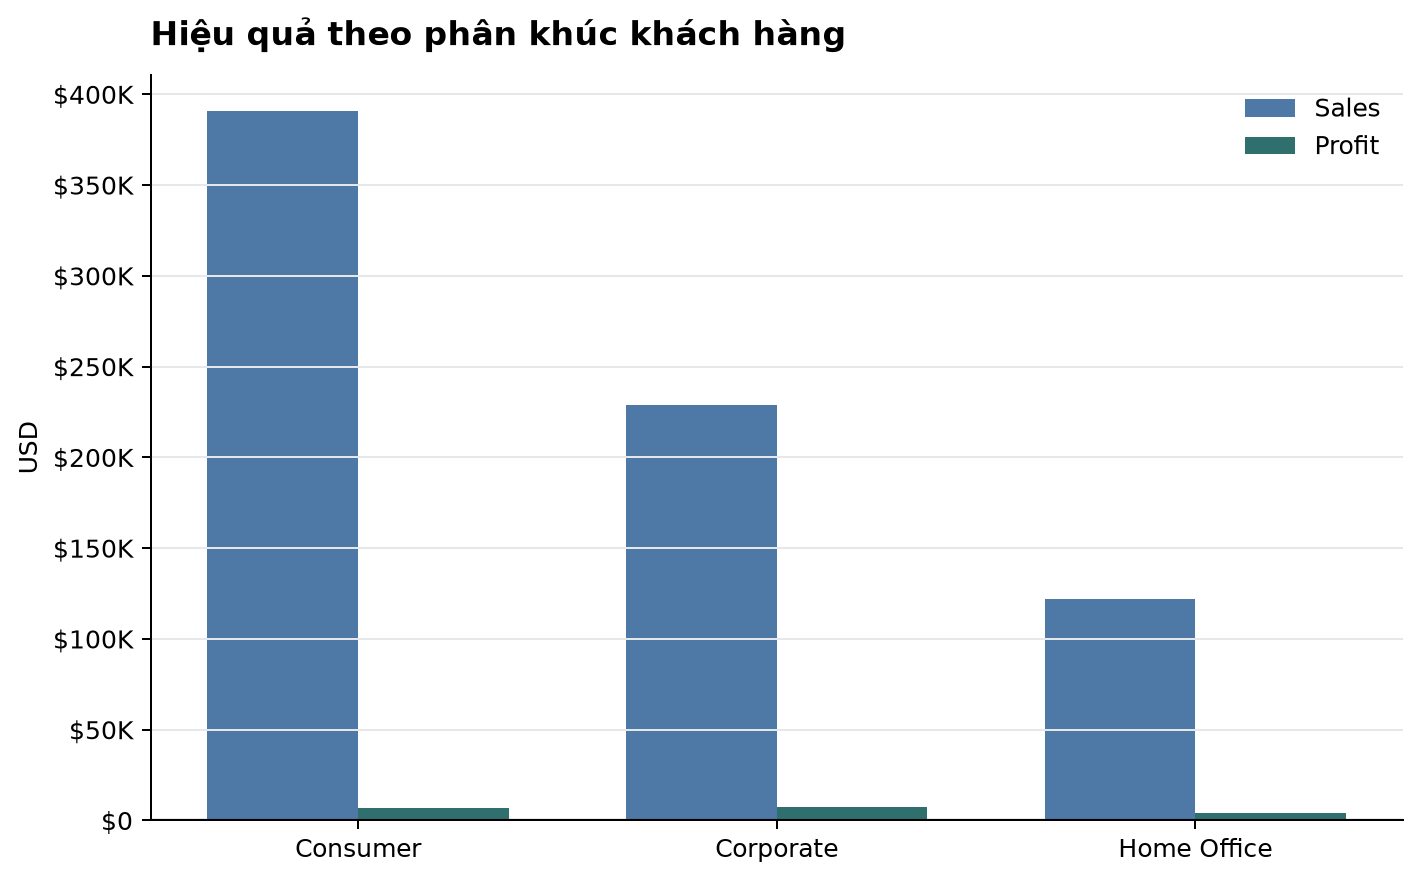 Hiệu quả theo phân khúc khách hàng
Sales
Profit
USD
$400K
$350K
$300K
$250K
$200K
$150K
$100K
$50K
$0
Consumer
Corporate
Home Office